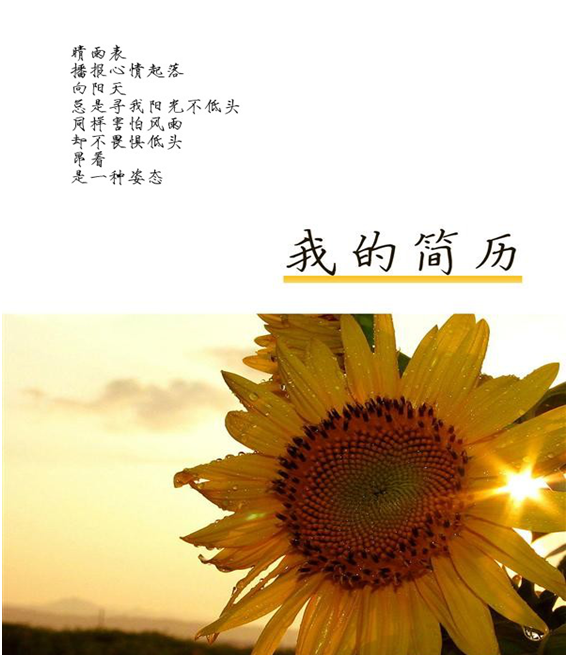 晴雨表
播报心情起落
向阳天
总是寻我阳光不低头
同样害怕风雨
却不畏惧低头
昂着
是一种姿态
我的简历